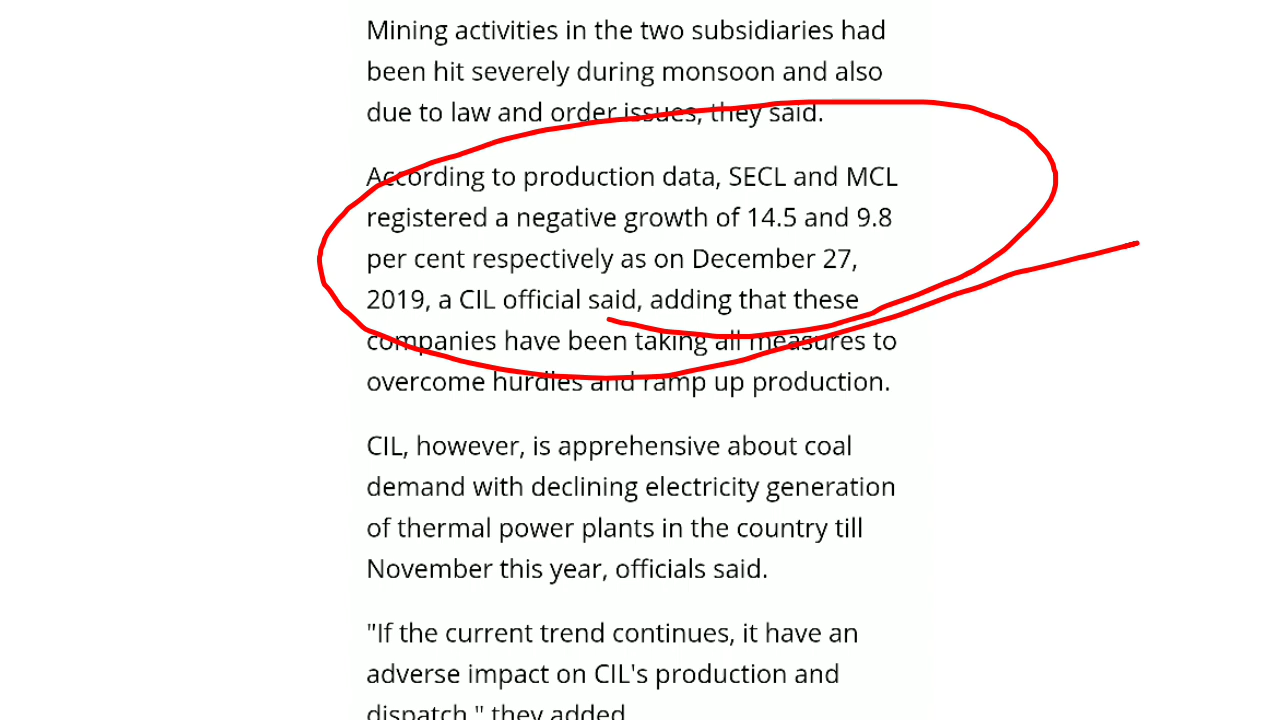 Mining activities in the two subsidiaries had
been hit severely during monsoon and also
due to law and order issues, they said.
According to production data, SECL and MCL
registered a negative growth of 14.5 and 9.8
per cent respectively as on December 27,
2019, a CIL official said, adding that these
companies have been taking all measures to
overcome hurdles and ramp up production.
CIL, however, is apprehensive about coal
demand with declining electricity generation
of thermal power plants in the country till
November this year, officials said.
"If the current trend continues, it have an
adverse impact on CIL's production and
dispatch," they added